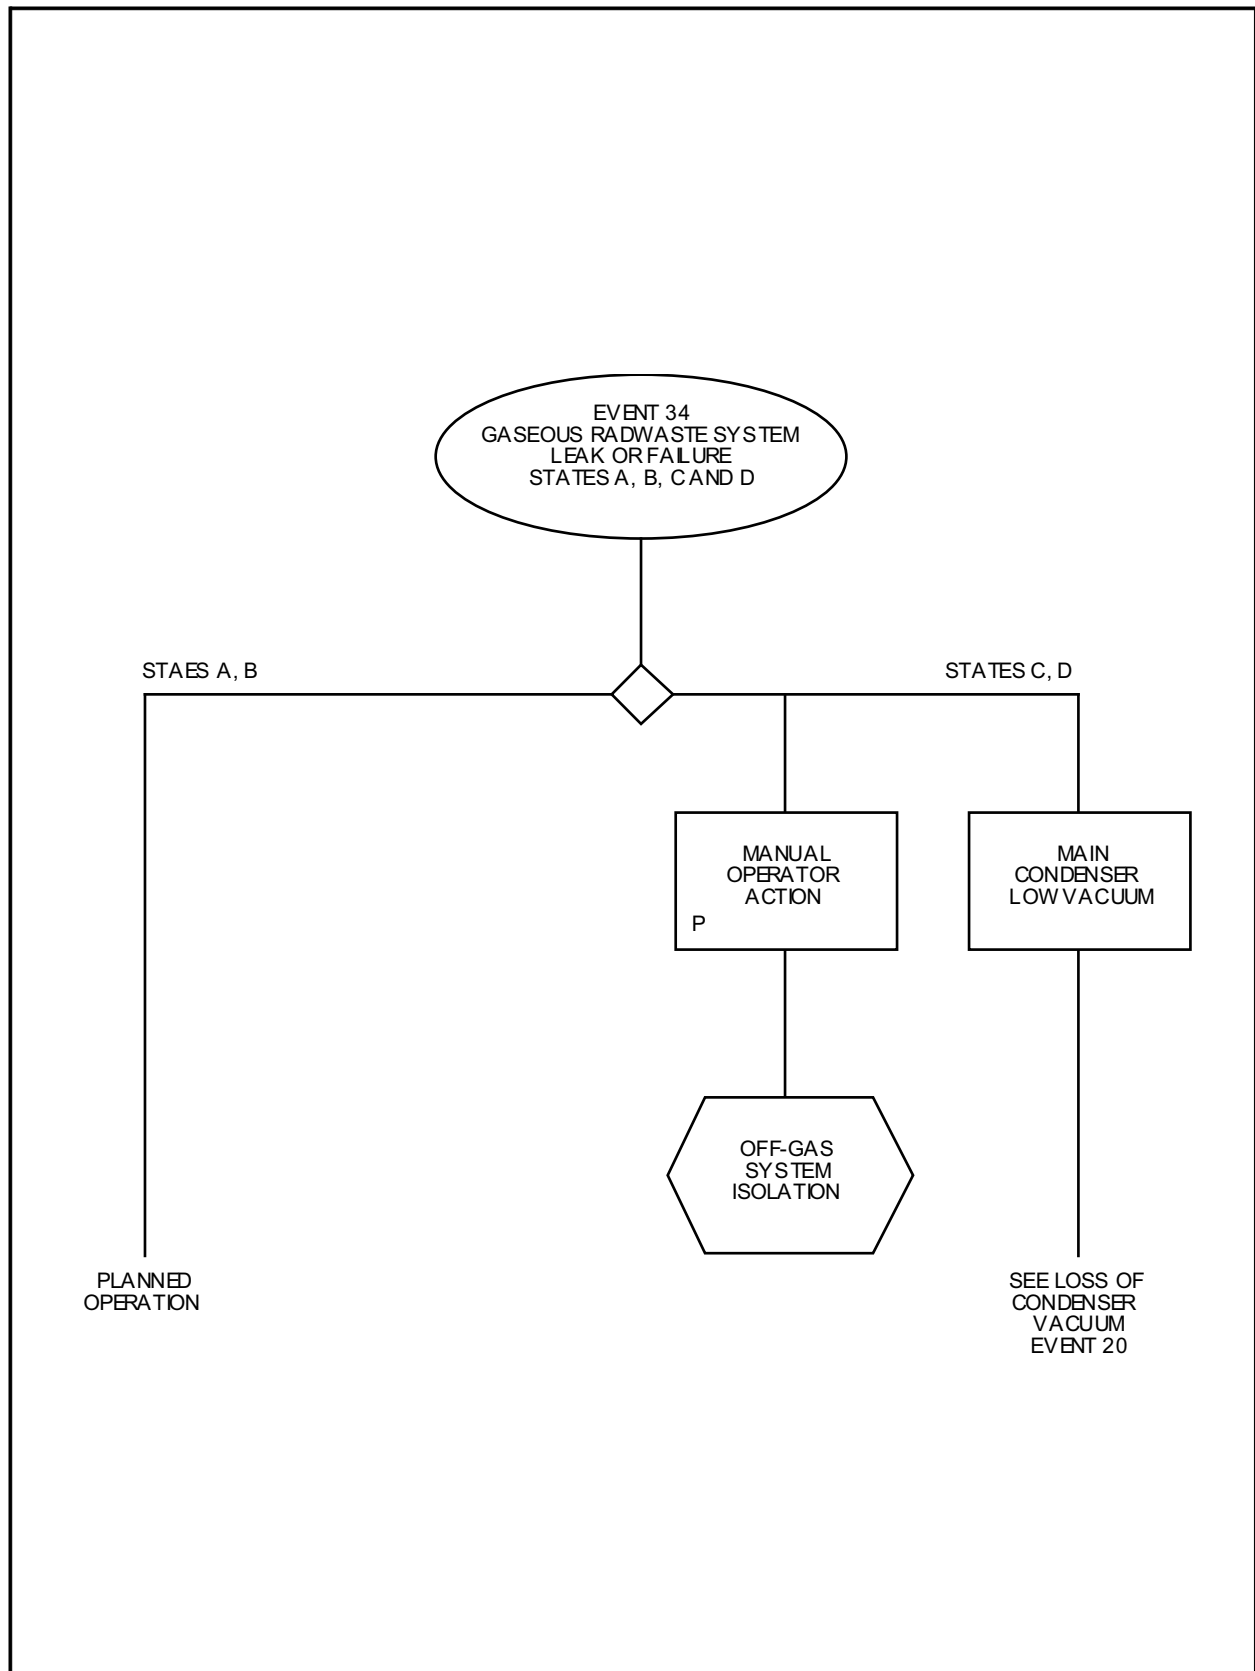 EVENT 34
GASEOUS RADWASTE SYSTEM
LEAK OR FAILURE
STATES A, B, C AND D
STAES A, B
STATES C, D
MANUAL
OPERATOR
ACTION
P
MAIN
CONDENSER
LOW VACUUM
OFF-GAS
SYSTEM
ISOLATION
PLANNED
OPERATION
SEE LOSS OF
CONDENSER
VACUUM
EVENT 20